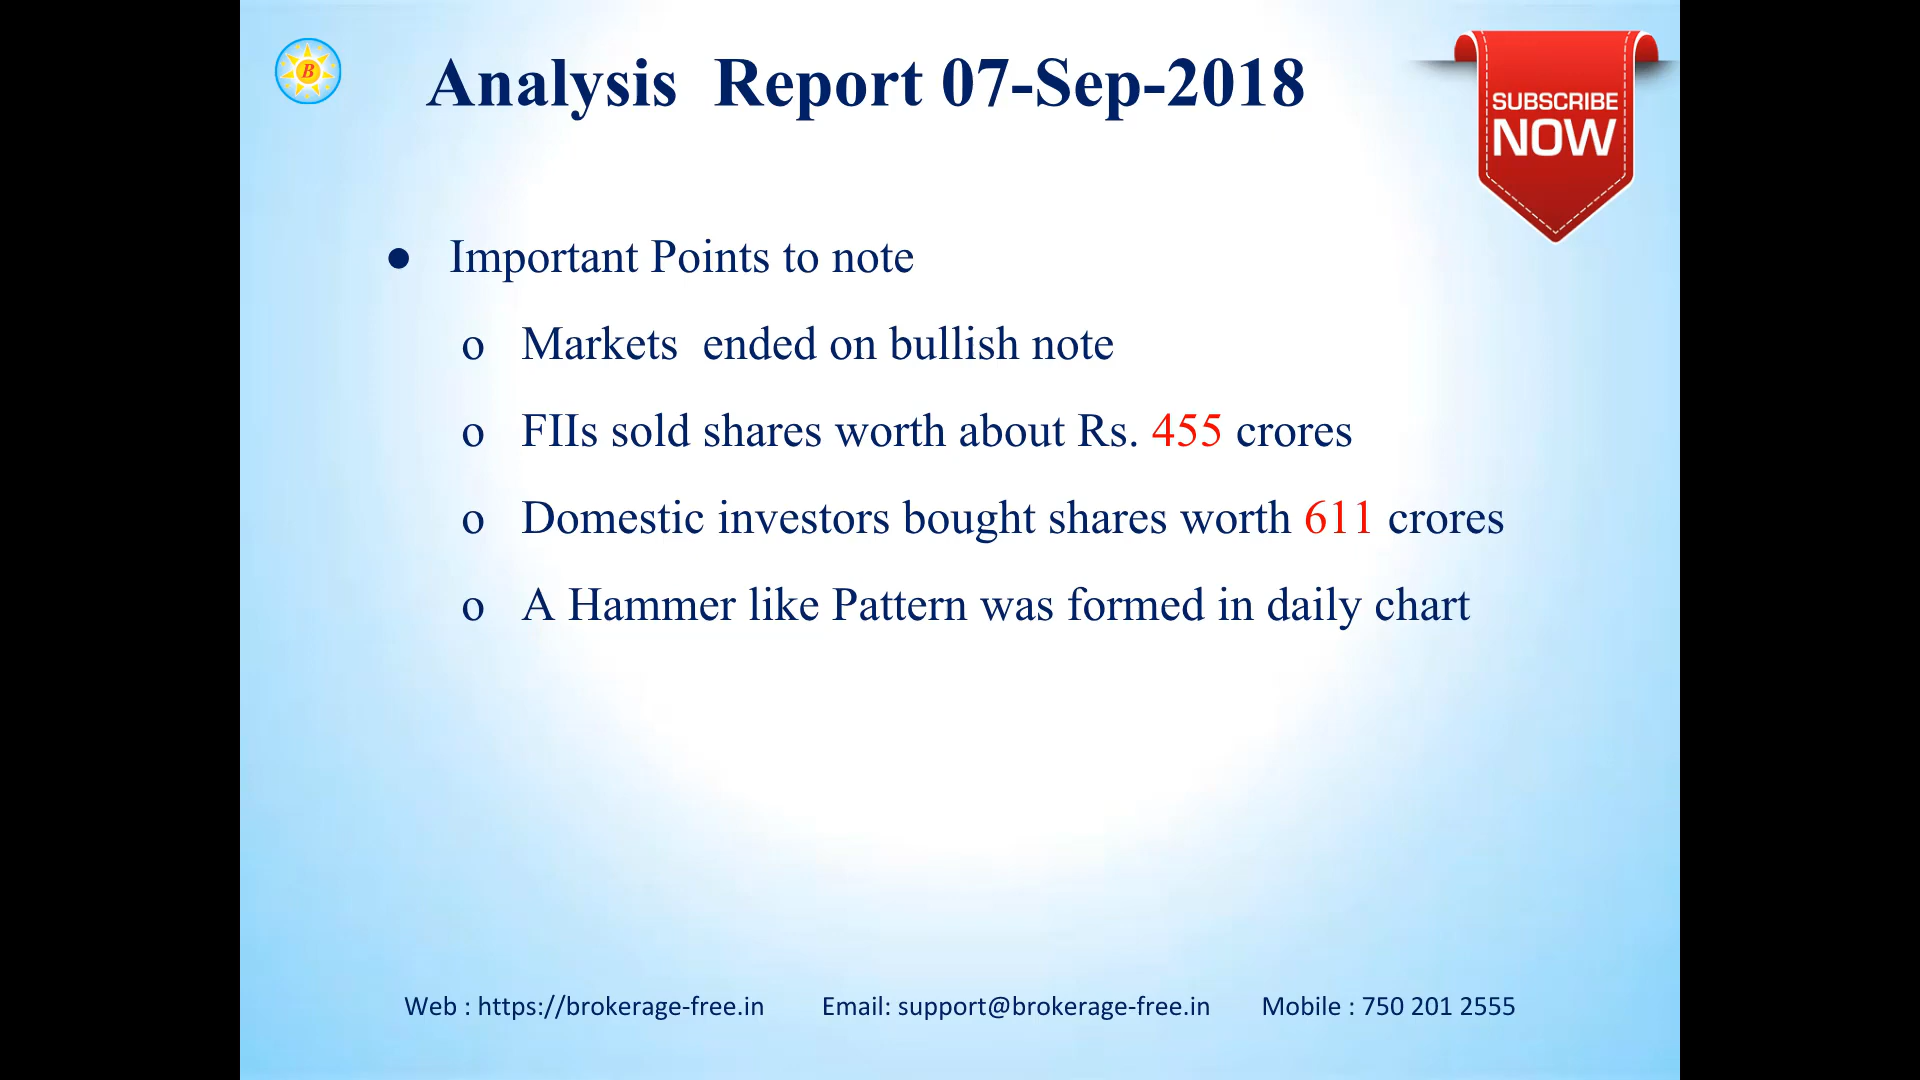 B
Analysis  Report 07-Sep-2018
SUBSCRIBE
NOW
● Important Points to note
o Markets  ended on bullish note
o FIIs sold shares worth about Rs. 455 crores
o Domestic investors bought shares worth 611 crores
o A Hammer like Pattern was formed in daily chart
Web : https://brokerage-free.in Email: support@brokerage-free.in Mobile : 750 201 2555